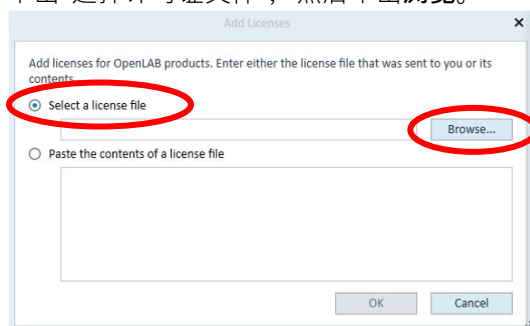 单击"选择许可证文件"，然后单击浏览。
Add Licenses
Add licenses for OpenLAB products. Enter either the license file that was sent to you or its
contents
Select a license file
Browse...
Paste the contents of a license file
OK
Cancel